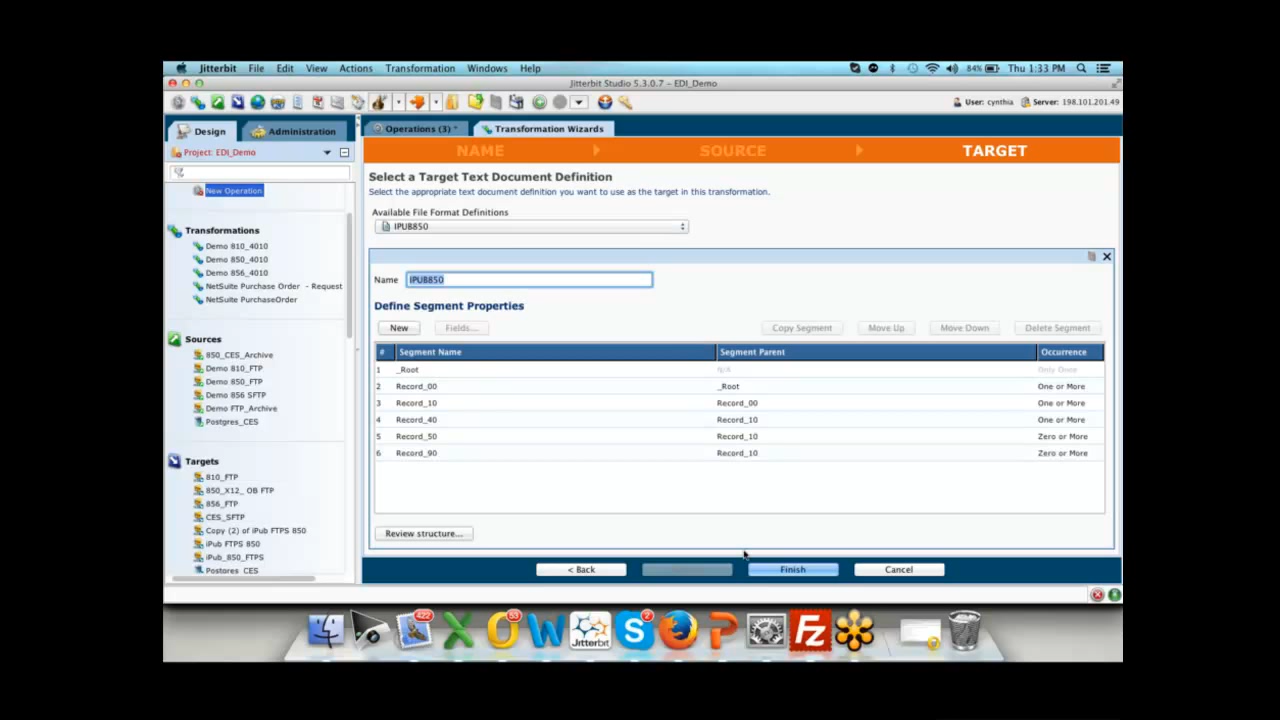 Jitterbit File Edit View Actions Transformation Windows Help 84% Thu 1:33 PM
Jitterbit Studio 5.3.0.7 – EDI_Demo
User: cynthia Server: 198.101.201.49
Design Administration Operations (3) * Transformation Wizards
Project: EDI_Demo
NAME SOURCE TARGET
New Operation
Transformations
Demo 810_4010
Demo 850_4010
Demo 856_4010
NetSuite Purchase Order - Request
NetSuite PurchaseOrder
Sources
850_CES_Archive
Demo 810_FTP
Demo 850_FTP
Demo 856 SFTP
Demo FTP_Archive
Postgres_CES
Targets
810_FTP
850_X12_ OB FTP
856_FTP
CES_SFTP
Copy (2) of iPub FTPS 850
iPub FTPS 850
iPub_850_FTPS
Postgres CES
Select a Target Text Document Definition
Select the appropriate text document definition you want to use as the target in this transformation.
Available File Format Definitions
IPUB850
Name IPUB850
Define Segment Properties
New Fields... Copy Segment Move Up Move Down Delete Segment
# Segment Name Segment Parent Occurrence
1 _Root N/A Only Once
2 Record_00 _Root One or More
3 Record_10 Record_00 One or More
4 Record_40 Record_10 One or More
5 Record_50 Record_10 Zero or More
6 Record_90 Record_10 Zero or More
Review structure...
< Back Finish Cancel
422 53 2
Jitterbit